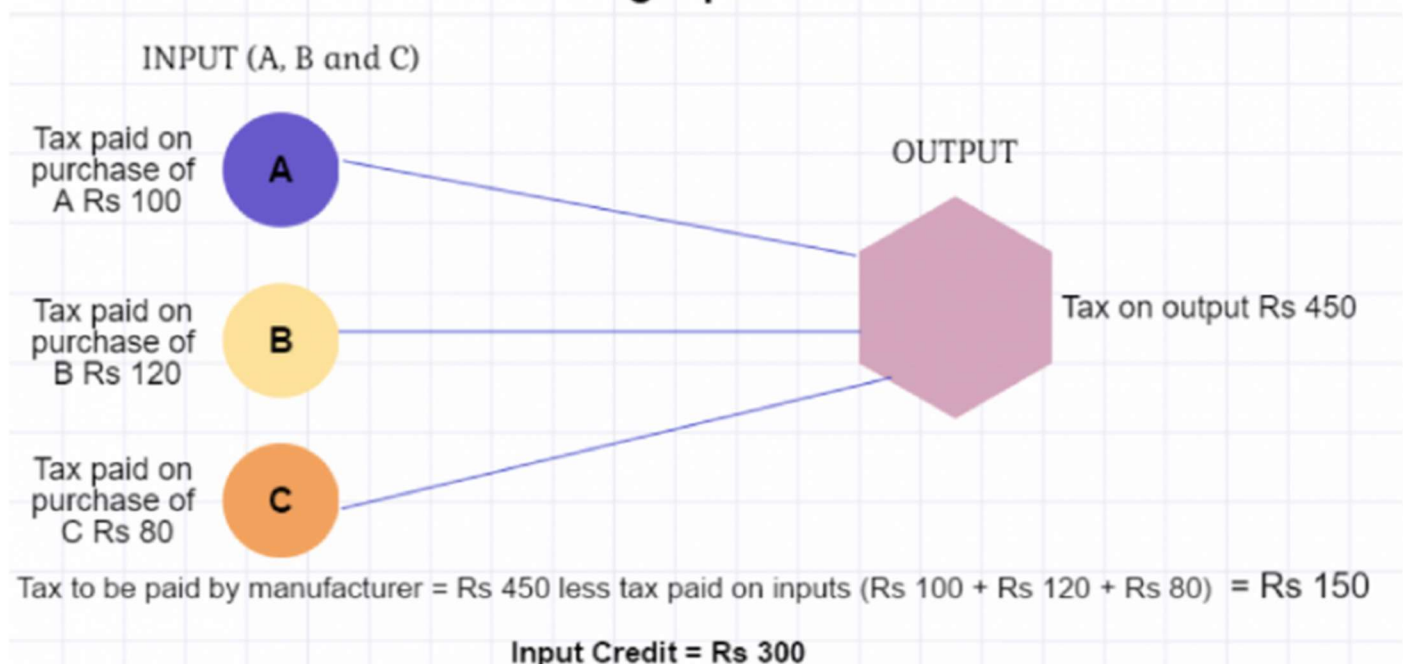 INPUT (A, B and C)
Tax paid on
purchase of
A Rs 100
A
OUTPUT
Tax paid on
purchase of
B Rs 120
B
Tax on output Rs 450
Tax paid on
purchase of
C Rs 80
C
Tax to be paid by manufacturer = Rs 450 less tax paid on inputs (Rs 100 + Rs 120 + Rs 80) = Rs 150
Input Credit = Rs 300